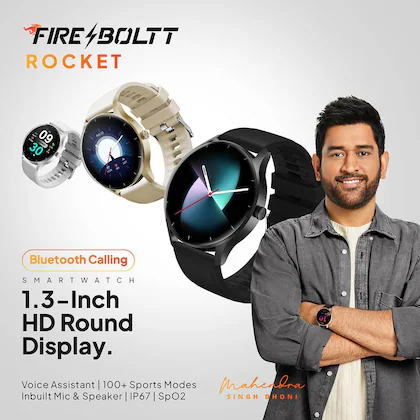 FIRE-BOLTT
ROCKET
09
30
Bluetooth Calling
SMARTWATCH
1.3-Inch
HD Round
Display.
Voice Assistant | 100+ Sports Modes
Inbuilt Mic & Speaker | IP67 | SpO2
Mahendra
SINGH DHONI